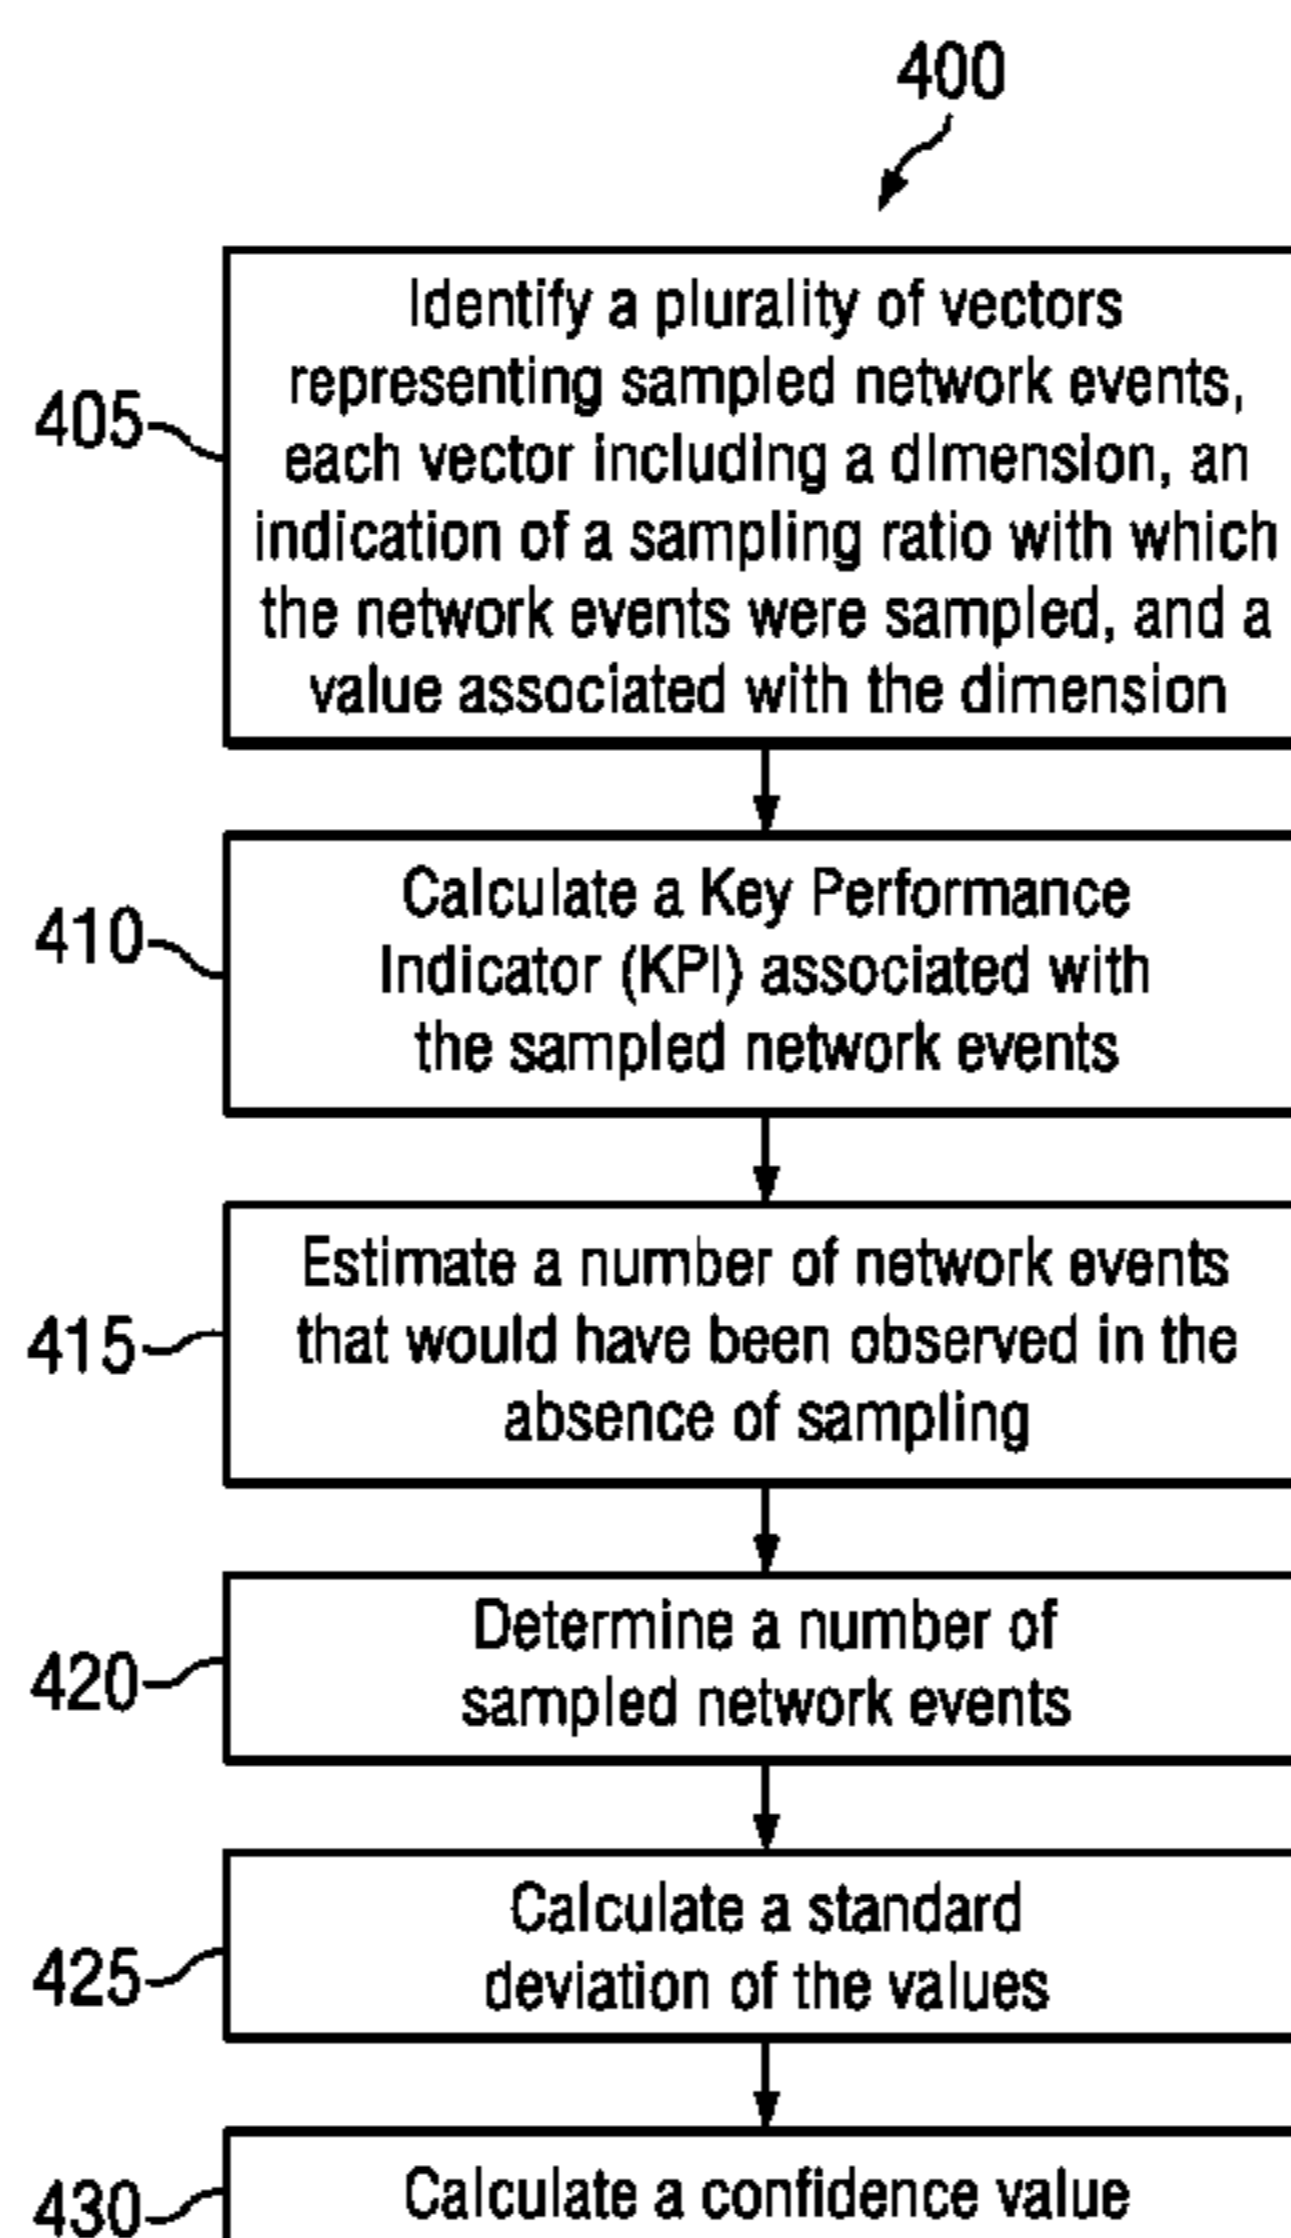 400
405
Identify a plurality of vectors
representing sampled network events,
each vector including a dimension, an
indication of a sampling ratio with which
the network events were sampled, and a
value associated with the dimension
410
Calculate a Key Performance
Indicator (KPI) associated with
the sampled network events
415
Estimate a number of network events
that would have been observed in the
absence of sampling
420
Determine a number of
sampled network events
425
Calculate a standard
deviation of the values
430
Calculate a confidence value